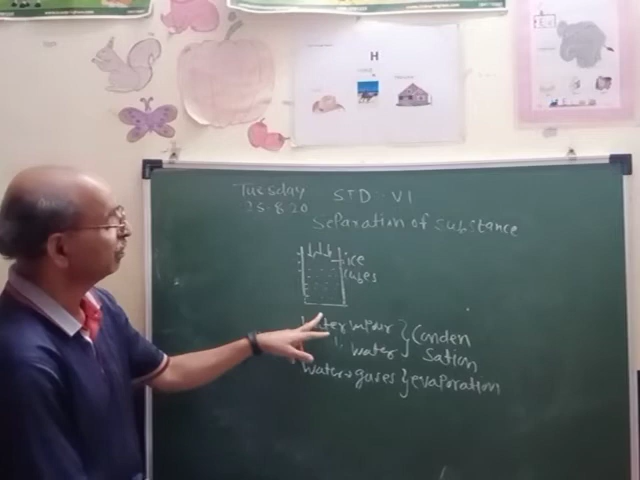 H
Tuesday STD - VI
25.8.20
Separation of substance
ice
cubes
Water vapour } Conden
water } sation
Water → gases } evaporation